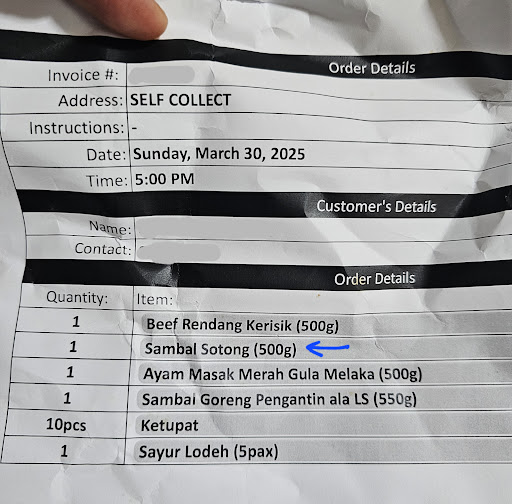 Order Details
Invoice #:
Address: SELF COLLECT
Instructions: -
Date: Sunday, March 30, 2025
Time: 5:00 PM
Customer's Details
Name:
Contact:
Order Details
Quantity: Item:
1 Beef Rendang Kerisik (500g)
1 Sambal Sotong (500g)
1 Ayam Masak Merah Gula Melaka (500g)
1 Sambal Goreng Pengantin ala LS (550g)
10pcs Ketupat
1 Sayur Lodeh (5pax)